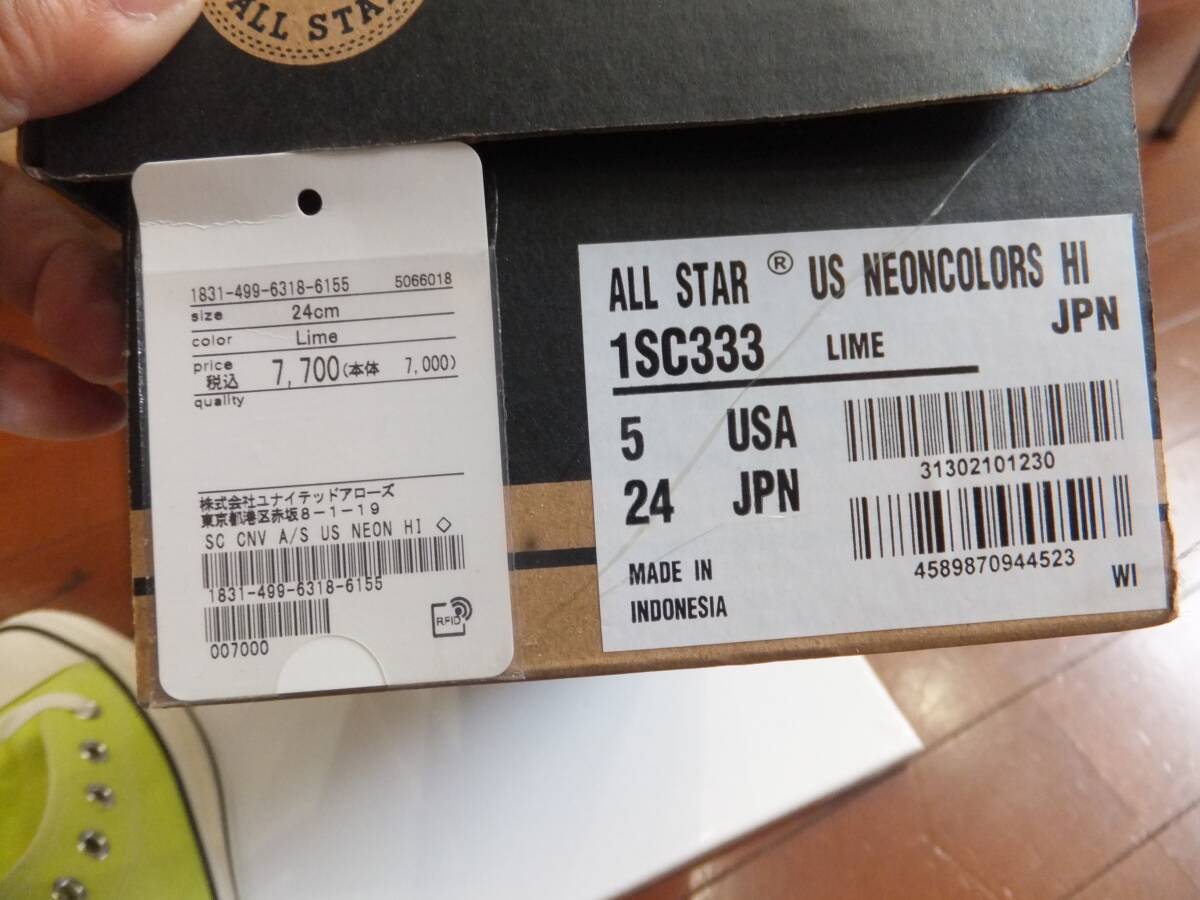 ALL STAR
1831-499-6318-6155 5066018
size 24cm
color Lime
price
税込 7,700(本体 7,000)
quality
株式会社ユナイテッドアローズ
東京都港区赤坂8-1-19
SC CNV A/S US NEON HI ◇
1831-499-6318-6155
007000
RFID
ALL STAR ® US NEONCOLORS HI
JPN
1SC333 LIME
5 USA
24 JPN
31302101230
4589870944523
MADE IN
INDONESIA
WI